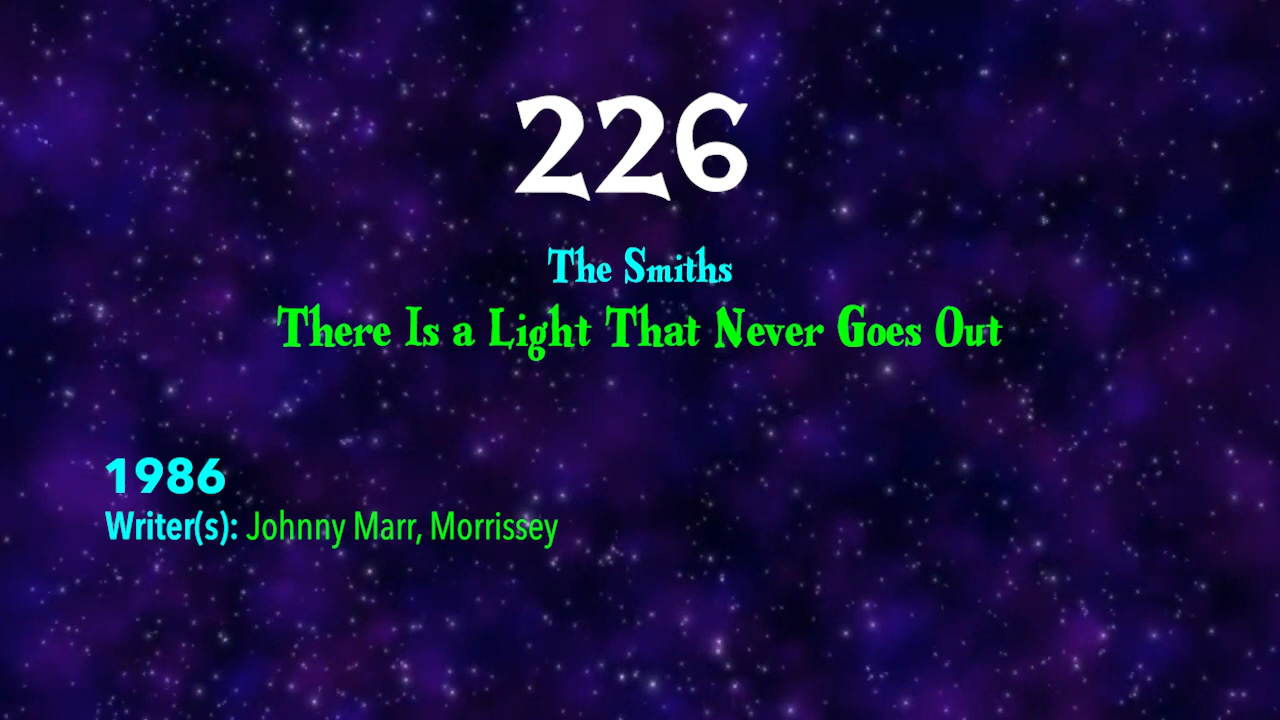 226
The Smiths
There Is a Light That Never Goes Out
1986
Writer(s): Johnny Marr, Morrissey